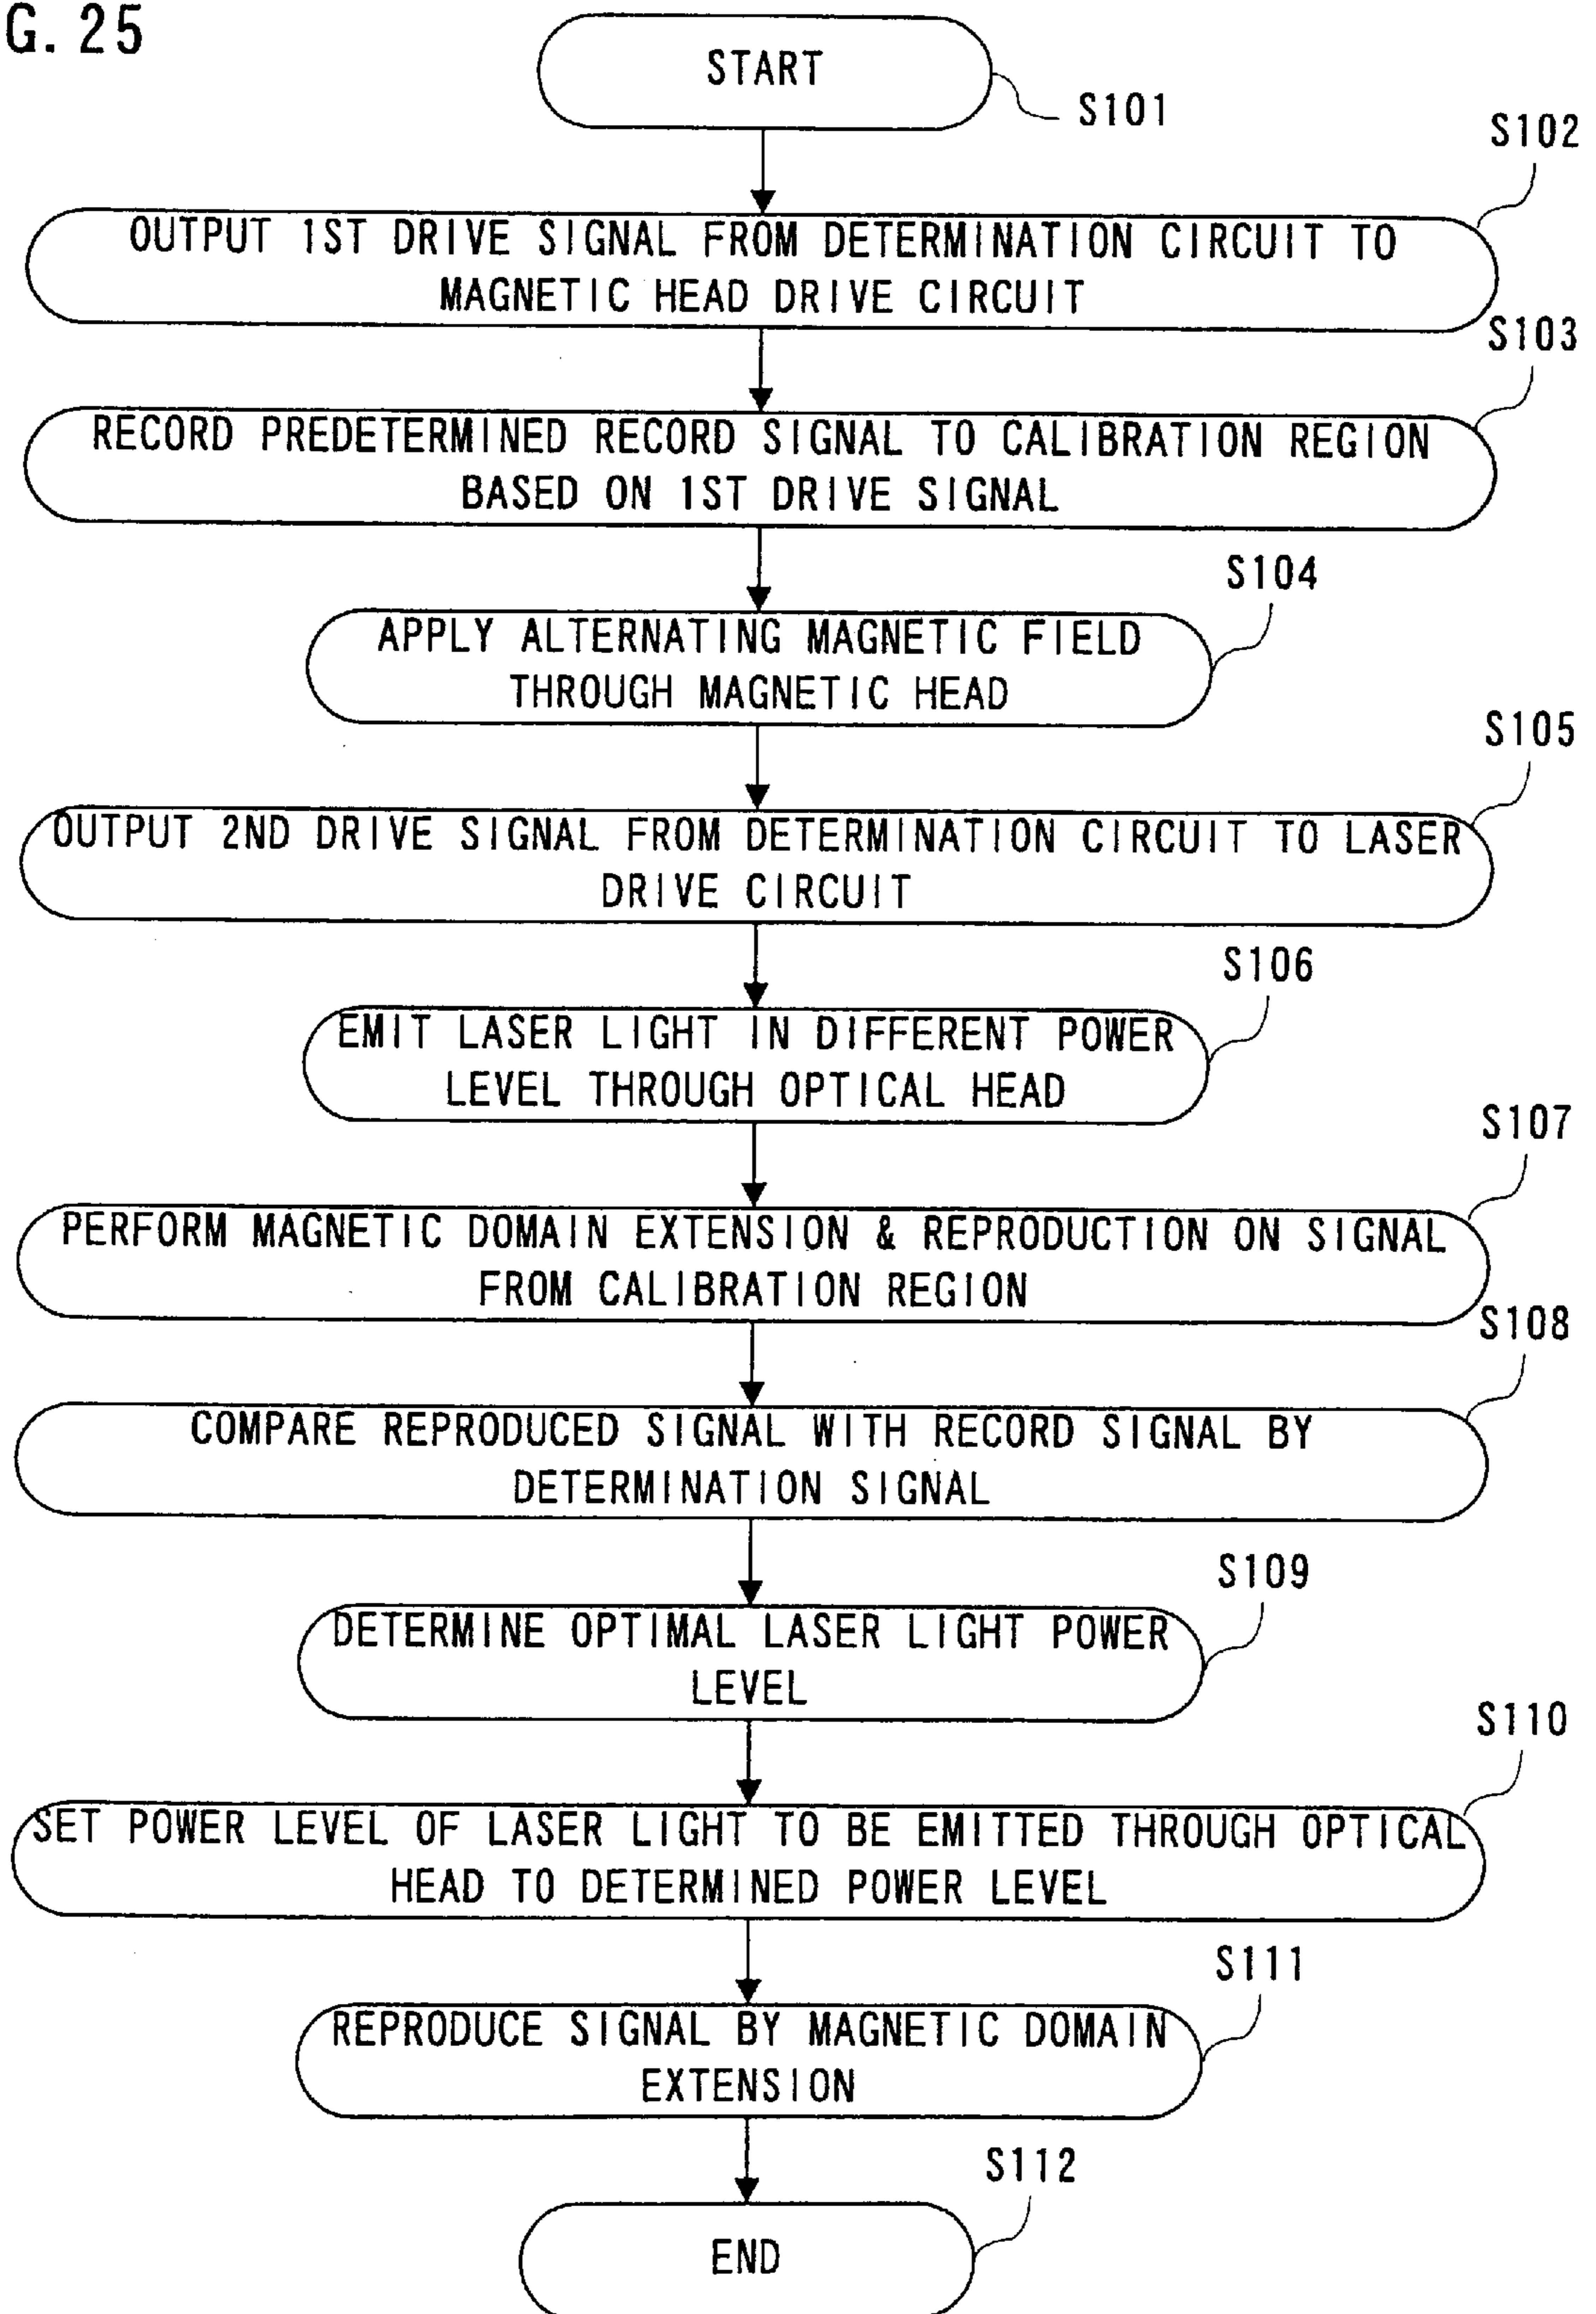 G. 25
START
S101
S102
OUTPUT 1ST DRIVE SIGNAL FROM DETERMINATION CIRCUIT TO
MAGNETIC HEAD DRIVE CIRCUIT
S103
RECORD PREDETERMINED RECORD SIGNAL TO CALIBRATION REGION
BASED ON 1ST DRIVE SIGNAL
S104
APPLY ALTERNATING MAGNETIC FIELD
THROUGH MAGNETIC HEAD
S105
OUTPUT 2ND DRIVE SIGNAL FROM DETERMINATION CIRCUIT TO LASER
DRIVE CIRCUIT
S106
EMIT LASER LIGHT IN DIFFERENT POWER
LEVEL THROUGH OPTICAL HEAD
S107
PERFORM MAGNETIC DOMAIN EXTENSION & REPRODUCTION ON SIGNAL
FROM CALIBRATION REGION
S108
COMPARE REPRODUCED SIGNAL WITH RECORD SIGNAL BY
DETERMINATION SIGNAL
S109
DETERMINE OPTIMAL LASER LIGHT POWER
LEVEL
S110
SET POWER LEVEL OF LASER LIGHT TO BE EMITTED THROUGH OPTICAL
HEAD TO DETERMINED POWER LEVEL
S111
REPRODUCE SIGNAL BY MAGNETIC DOMAIN
EXTENSION
S112
END